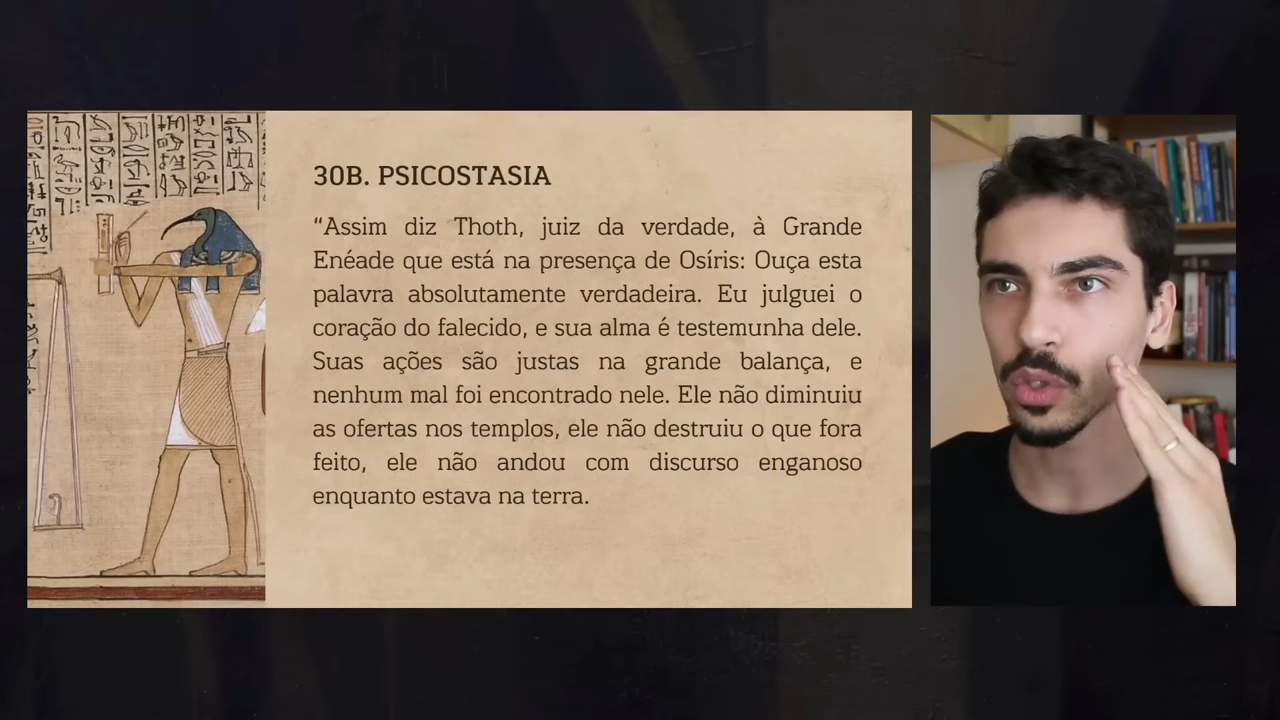 30B. PSICOSTASIA
“Assim diz Thoth, juiz da verdade, à Grande
Enéade que está na presença de Osíris: Ouça esta
palavra absolutamente verdadeira. Eu julguei o
coração do falecido, e sua alma é testemunha dele.
Suas ações são justas na grande balança, e
nenhum mal foi encontrado nele. Ele não diminuiu
as ofertas nos templos, ele não destruiu o que fora
feito, ele não andou com discurso enganoso
enquanto estava na terra.